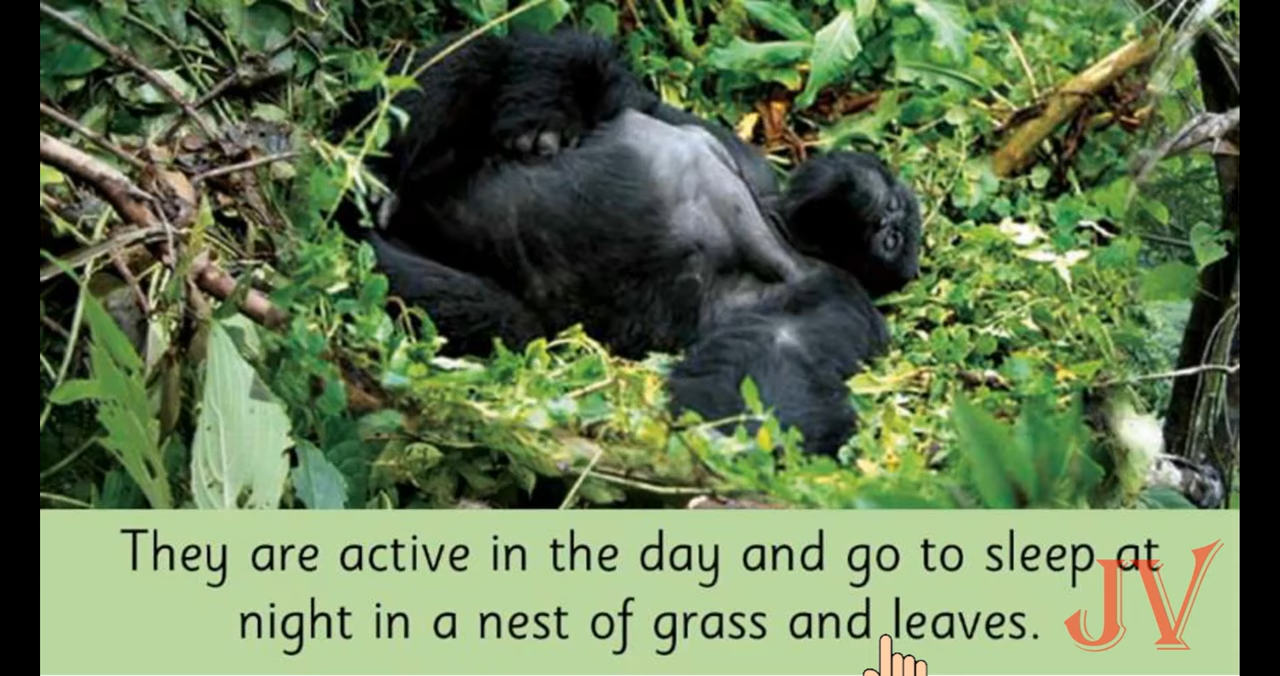 They are active in the day and go to sleep at
night in a nest of grass and leaves.
JV